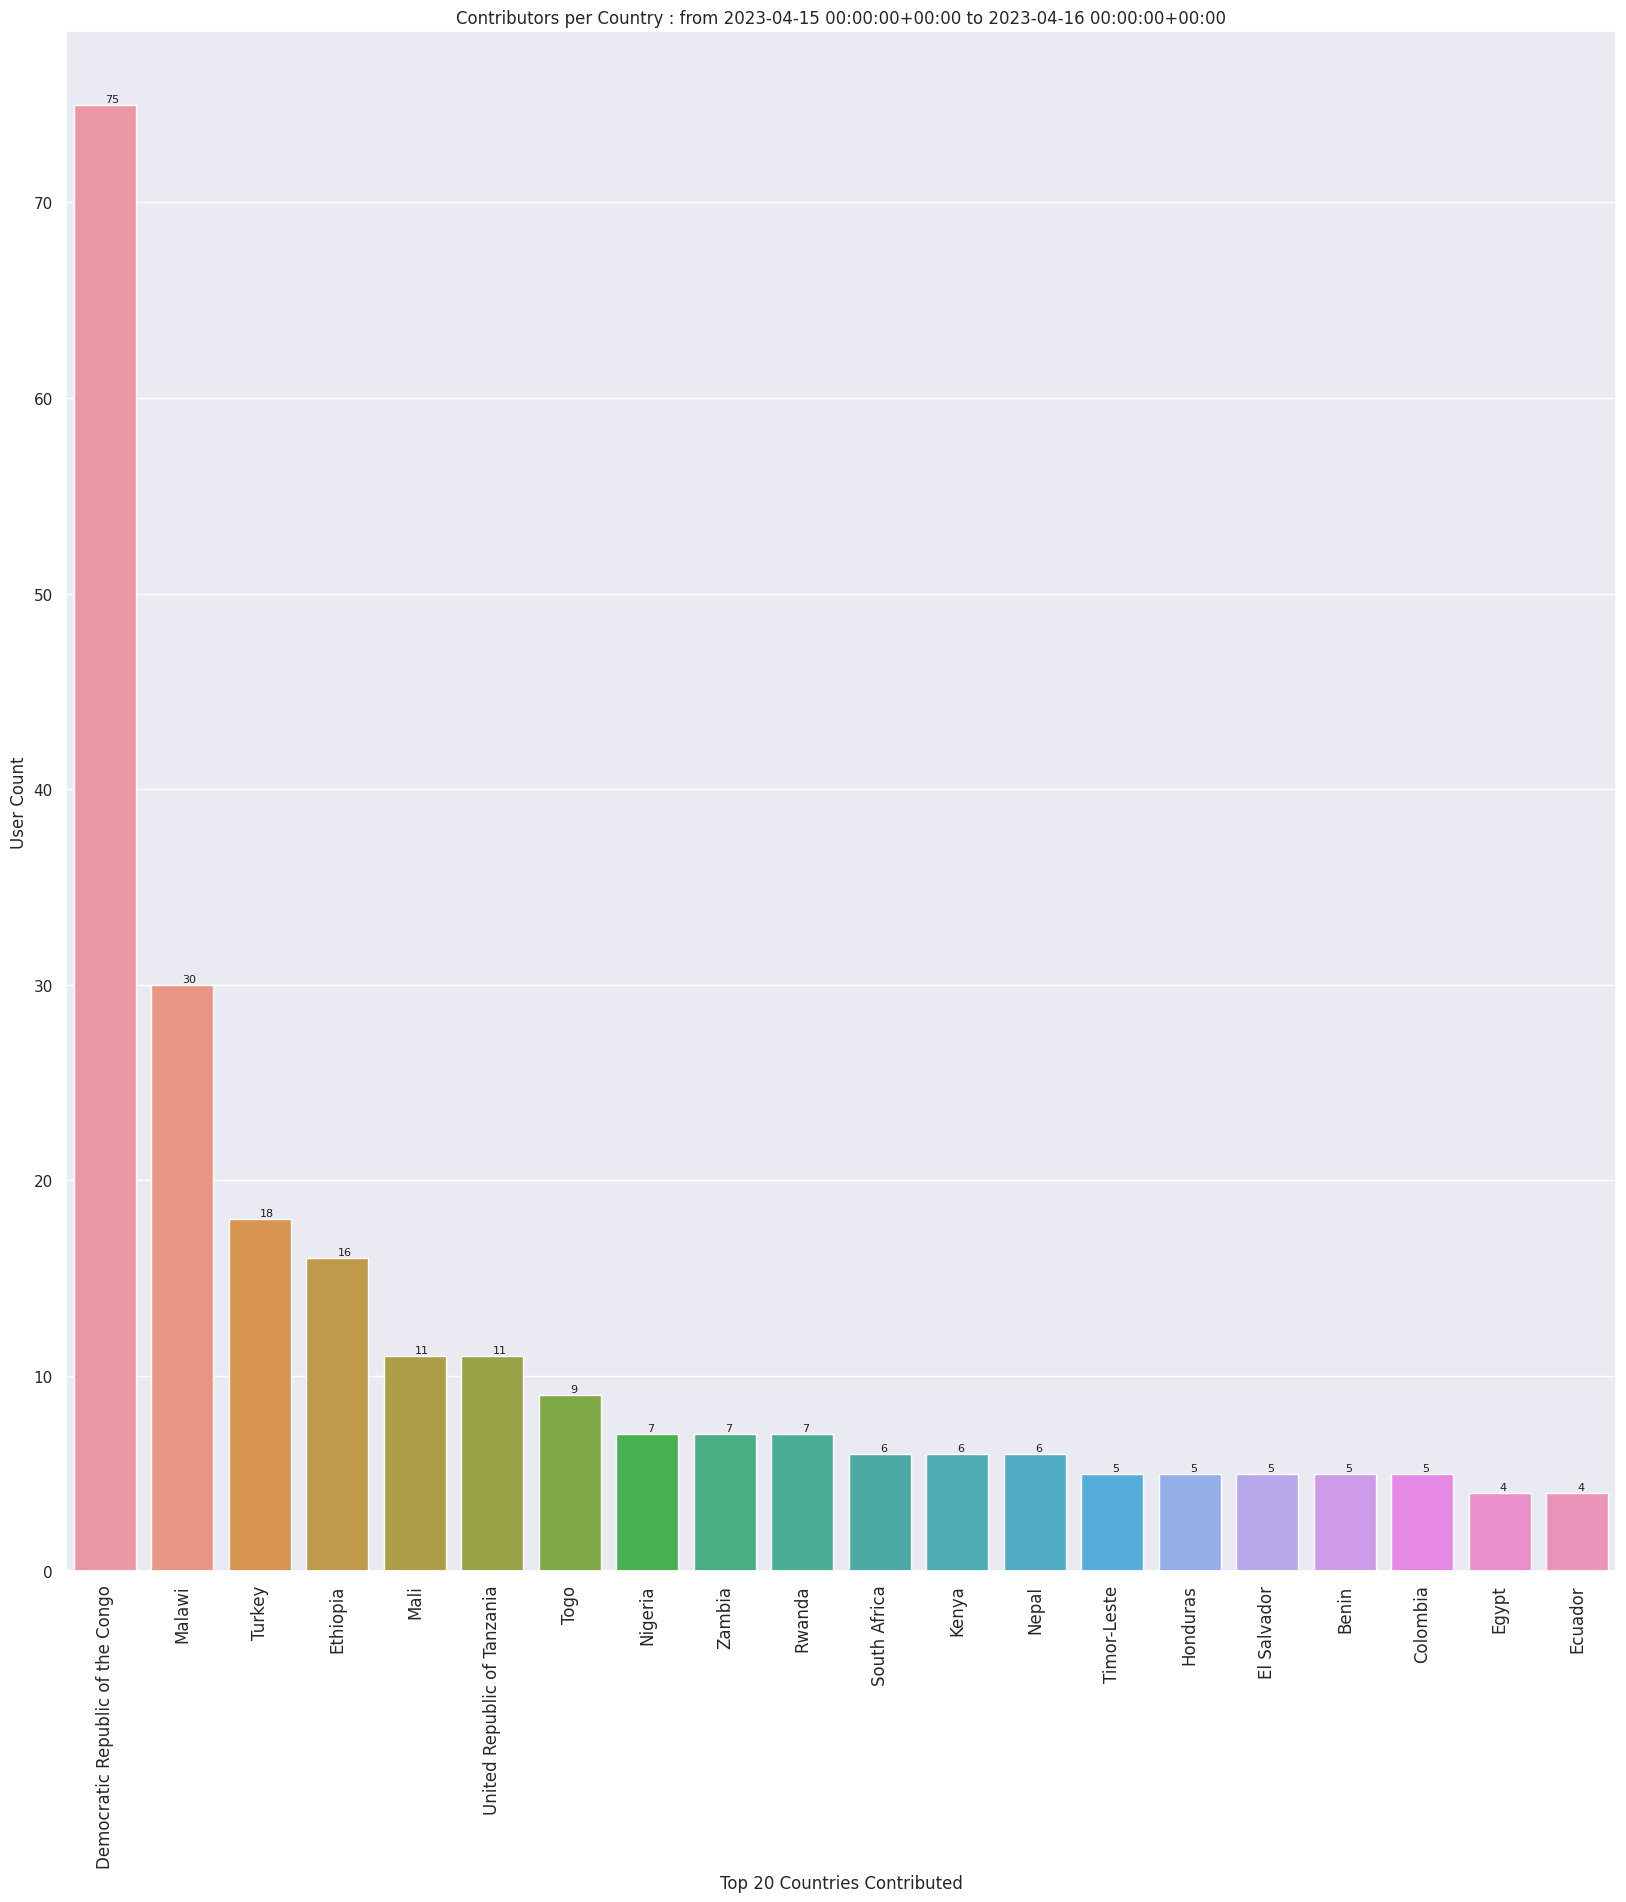 Contributors per Country : from 2023-04-15 00:00:00+00:00 to 2023-04-16 00:00:00+00:00
User Count
70
60
50
40
30
20
10
0
75
30
18
16
11
11
9
7
7
7
6
6
6
5
5
5
5
5
4
4
Democratic Republic of the Congo
Malawi
Turkey
Ethiopia
Mali
United Republic of Tanzania
Togo
Nigeria
Zambia
Rwanda
South Africa
Kenya
Nepal
Timor-Leste
Honduras
El Salvador
Benin
Colombia
Egypt
Ecuador
Top 20 Countries Contributed